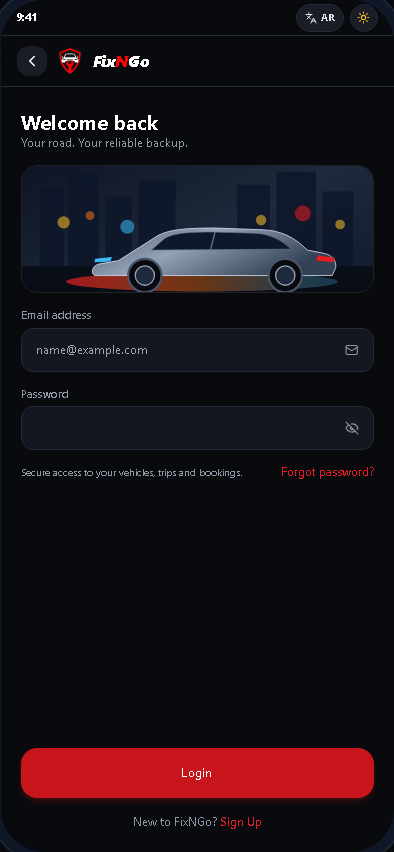 9:41
AR
FixNGo
Welcome back
Your road. Your reliable backup.
Email address
name@example.com
Password
Secure access to your vehicles, trips and bookings.
Forgot password?
Login
New to FixNGo? Sign Up